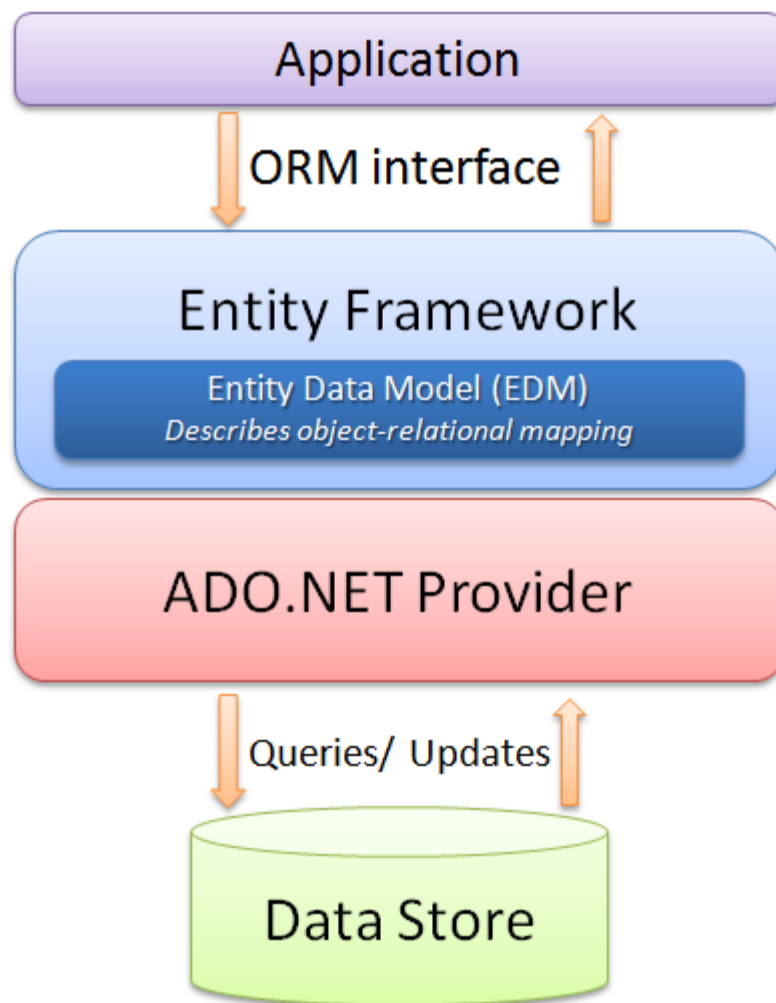 Application
ORM interface
Entity Framework
Entity Data Model (EDM)
Describes object-relational mapping
ADO.NET Provider
Queries/ Updates
Data Store